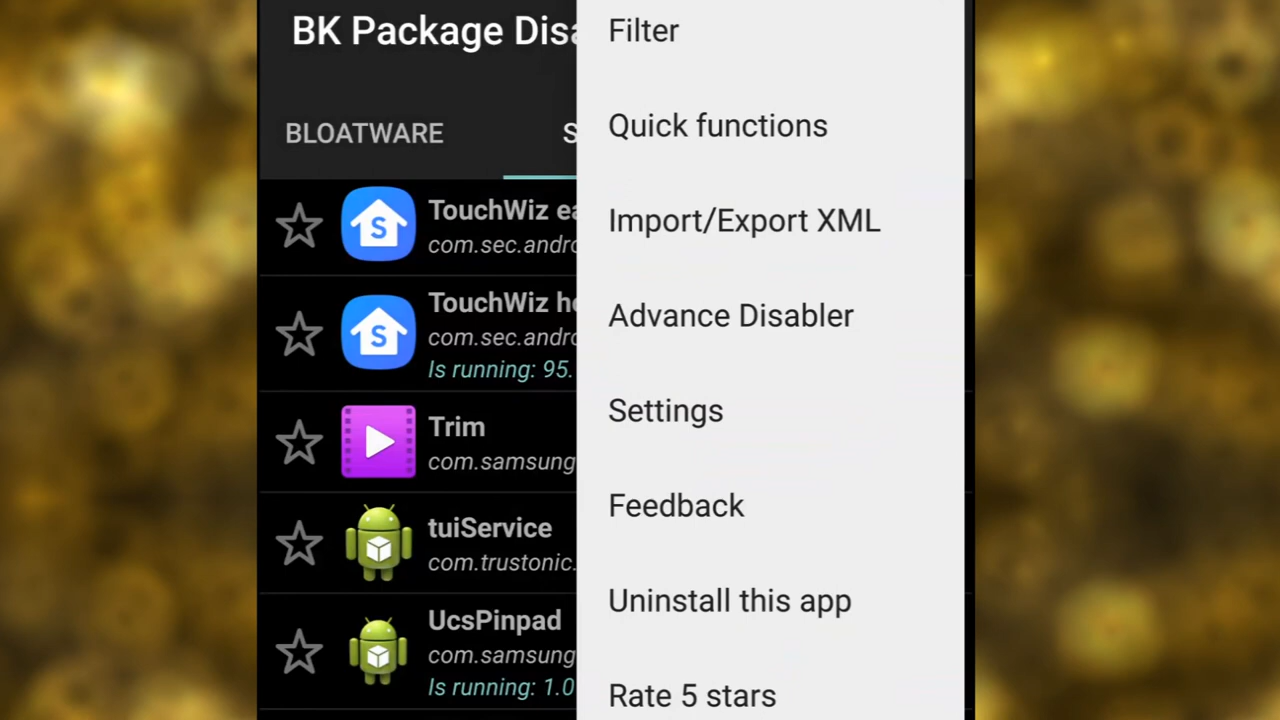 BK Package Disa
Filter
Quick functions
Import/Export XML
Advance Disabler
Settings
Feedback
Uninstall this app
Rate 5 stars
BLOATWARE
S
TouchWiz ea
com.sec.andro
TouchWiz ho
com.sec.andro
Is running: 95.
Trim
com.samsung
tuiService
com.trustonic.
UcsPinpad
com.samsung
Is running: 1.0